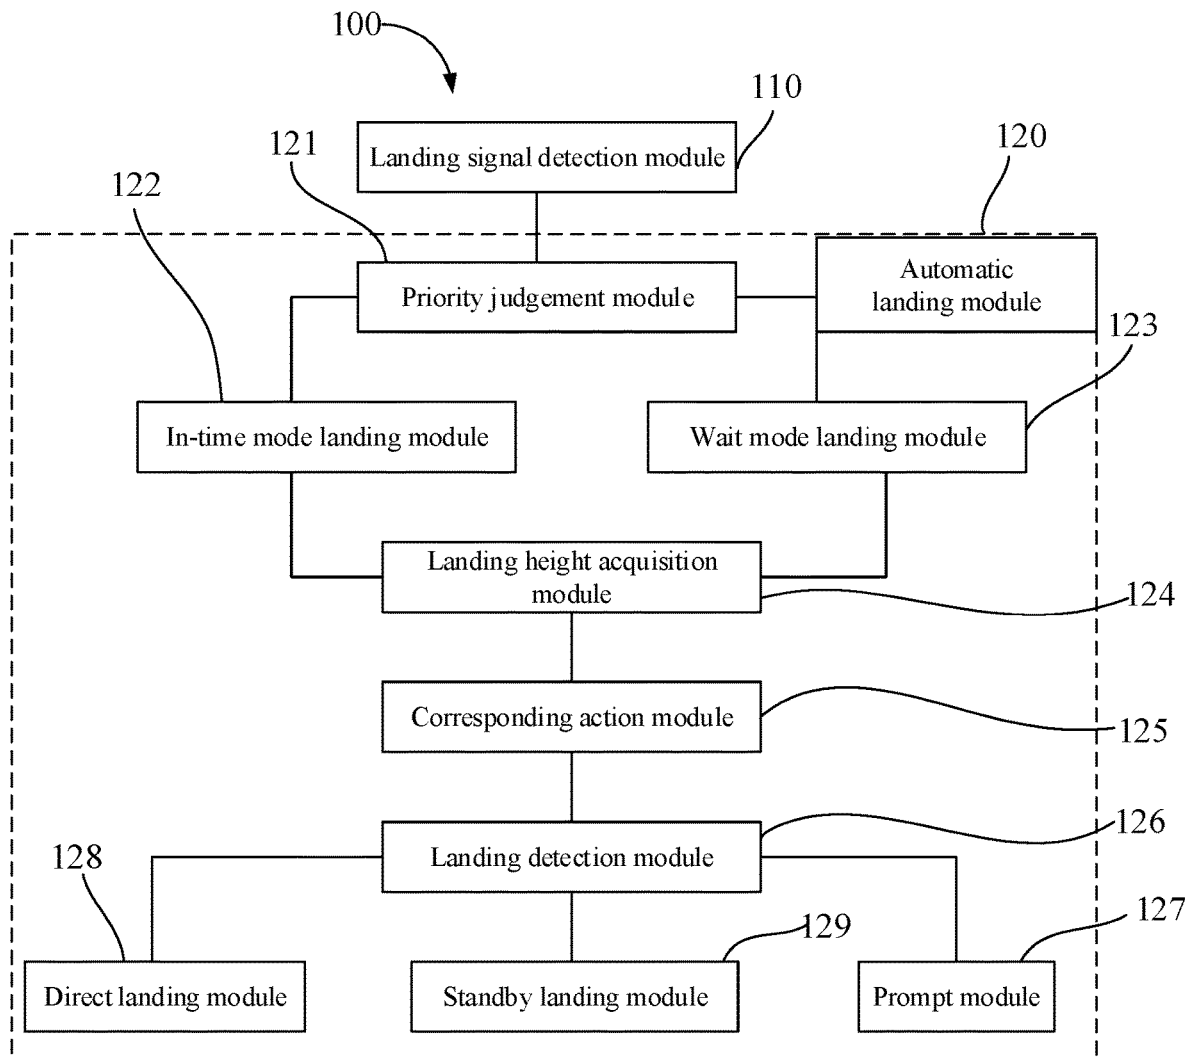 100
110
Landing signal detection module
121
120
122
Automatic
landing module
Priority judgement module
123
In-time mode landing module
Wait mode landing module
Landing height acquisition
module
124
Corresponding action module
125
126
Landing detection module
128
127
129
Direct landing module
Standby landing module
Prompt module